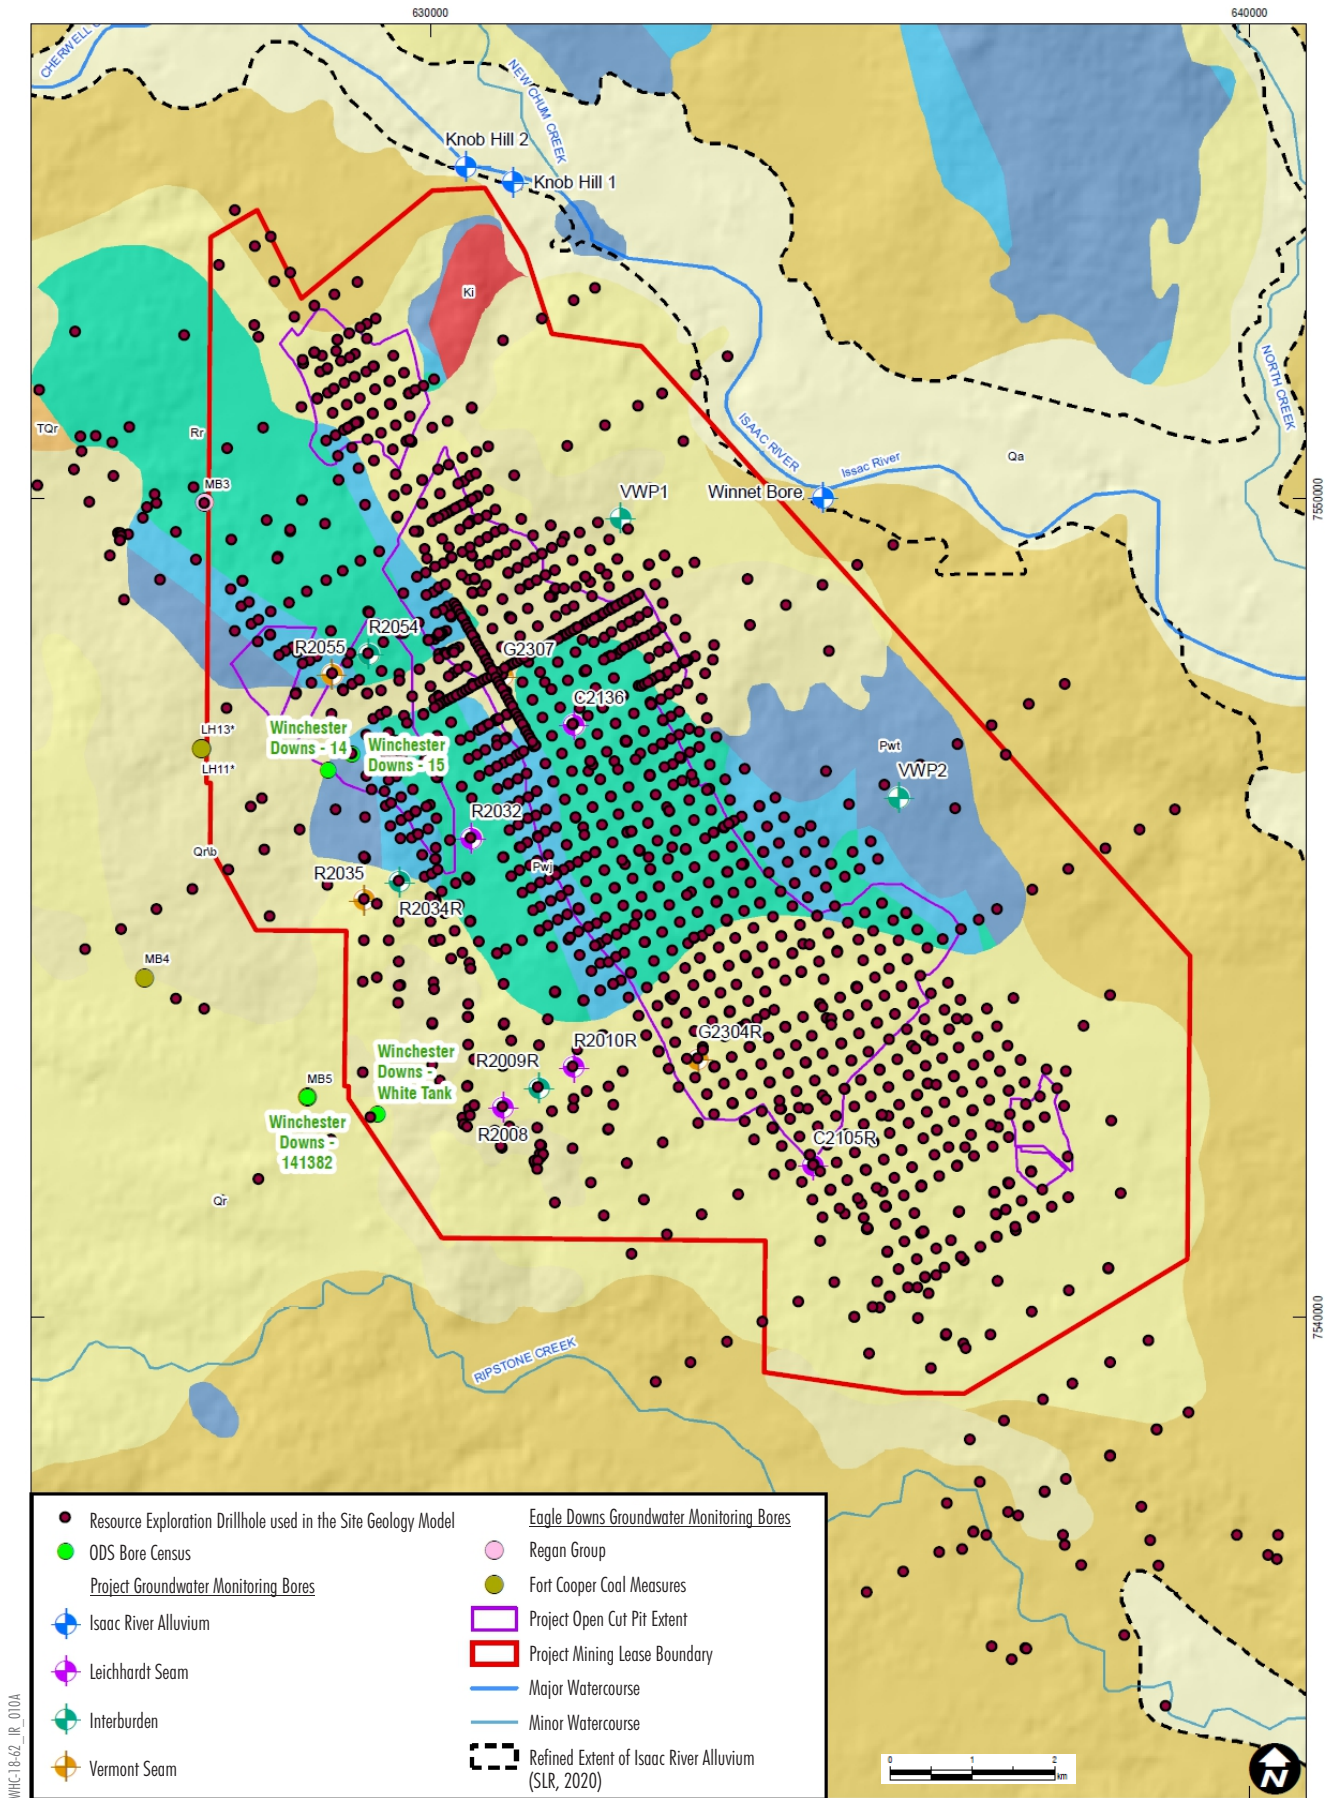 630000
640000
CHERWELL C
NEW CHUM CREEK
Knob Hill 2
Knob Hill 1
Ki
NORTH CREEK
TQr
Rr
MB3
ISAAC RIVER
Issac River
Qa
VWP1
Winnet Bore
7550000
R2054
R2055
G2307
C2136
LH13*
LH11*
Winchester
Downs - 14
Winchester
Downs - 15
Pwt
VWP2
R2032
Qr\b
Pwj
R2035
R2034R
MB4
G2304R
R2010R
R2009R
Winchester
Downs -
White Tank
MB5
R2008
Winchester
Downs -
141382
C2105R
Qr
7540000
RIPSTONE CREEK
Resource Exploration Drillhole used in the Site Geology Model
ODS Bore Census
Project Groundwater Monitoring Bores
Isaac River Alluvium
Leichhardt Seam
Interburden
Vermont Seam
Eagle Downs Groundwater Monitoring Bores
Regan Group
Fort Cooper Coal Measures
Project Open Cut Pit Extent
Project Mining Lease Boundary
Major Watercourse
Minor Watercourse
Refined Extent of Isaac River Alluvium
(SLR, 2020)
0 1 2
km
N
WHC-18-62_IR_010A